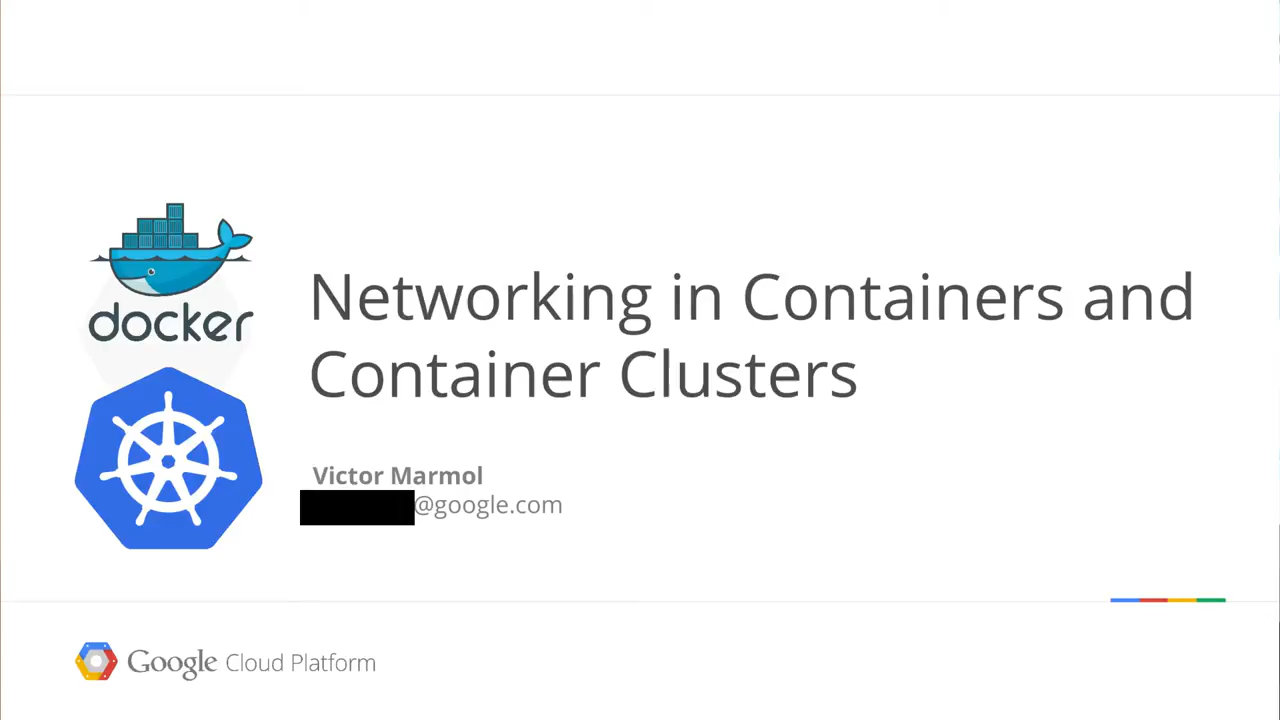 docker
Networking in Containers and
Container Clusters
Victor Marmol
@google.com
Google Cloud Platform